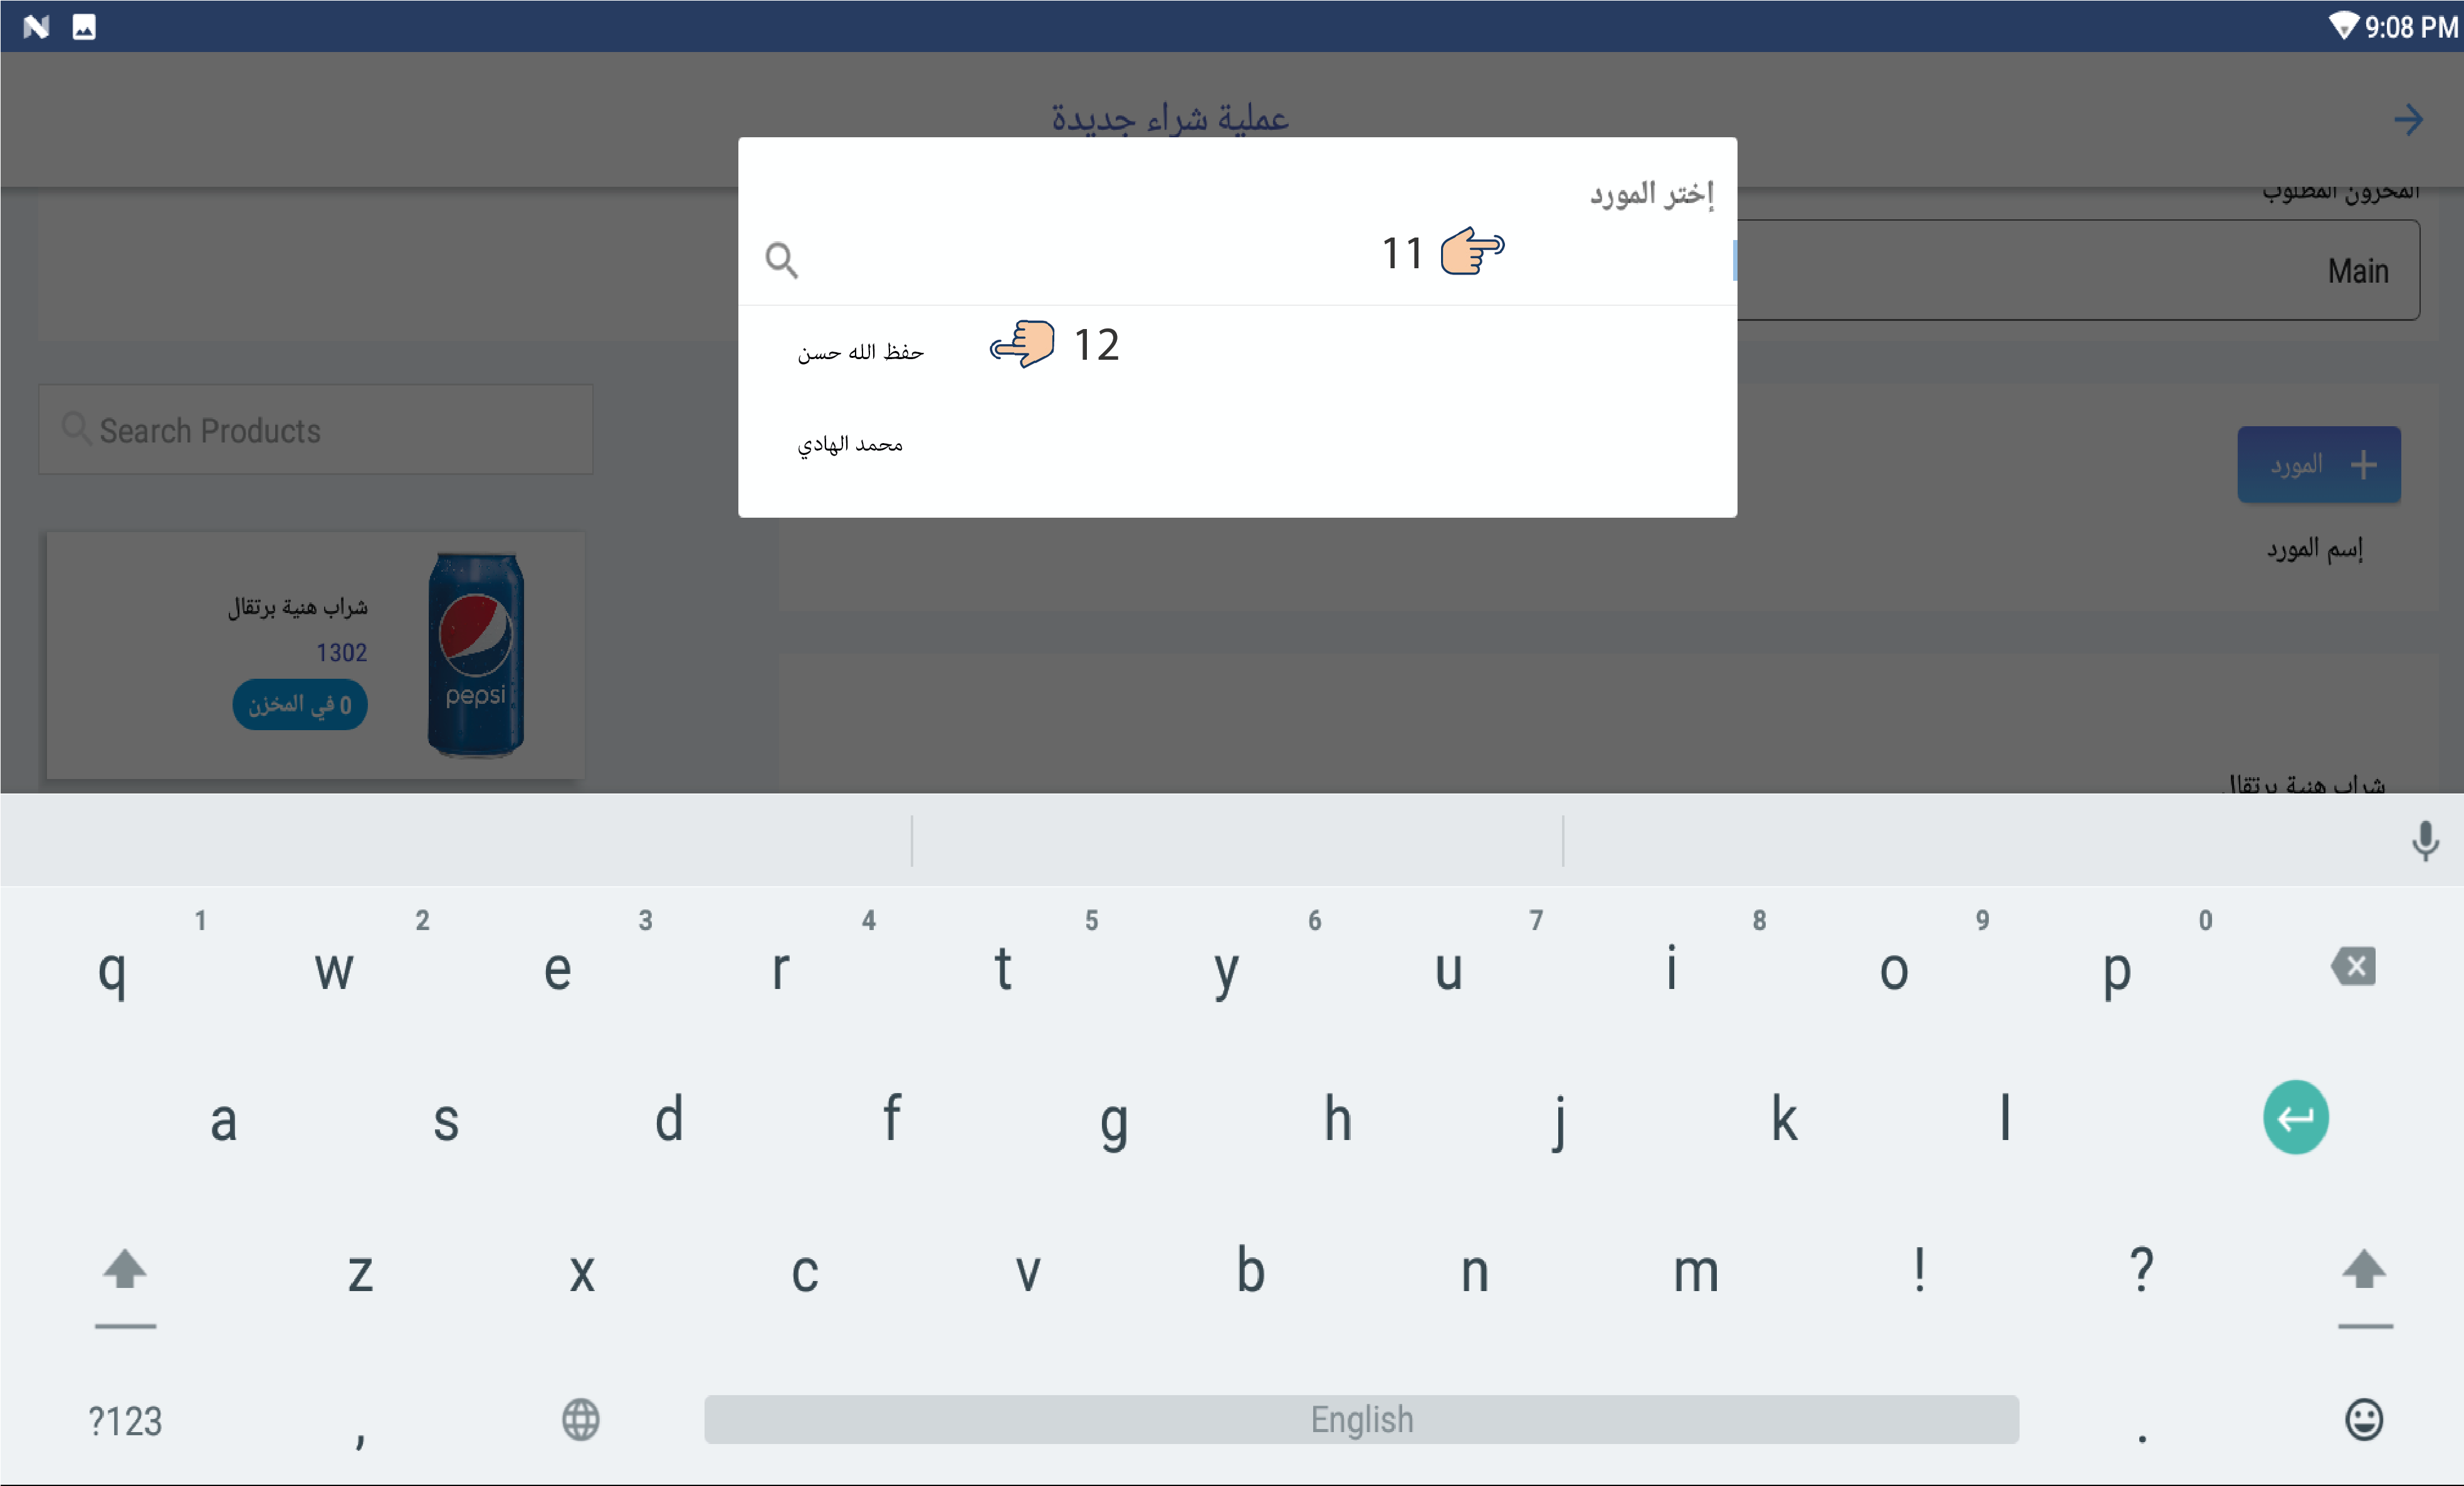 9:08 PM
عملية شراء جديدة
إختر المورد
11
12
حفظ الله حسن
محمد الهادي
المخزون المطلوب
Main
Search Products
المورد
إسم المورد
شراب هنية برتقال
1302
0 في المخزن
pepsi
شراب هنية برتقال
1 2 3 4 5 6 7 8 9 0
q w e r t y u i o p
a s d f g h j k l
z x c v b n m ! ?
?123 , English .